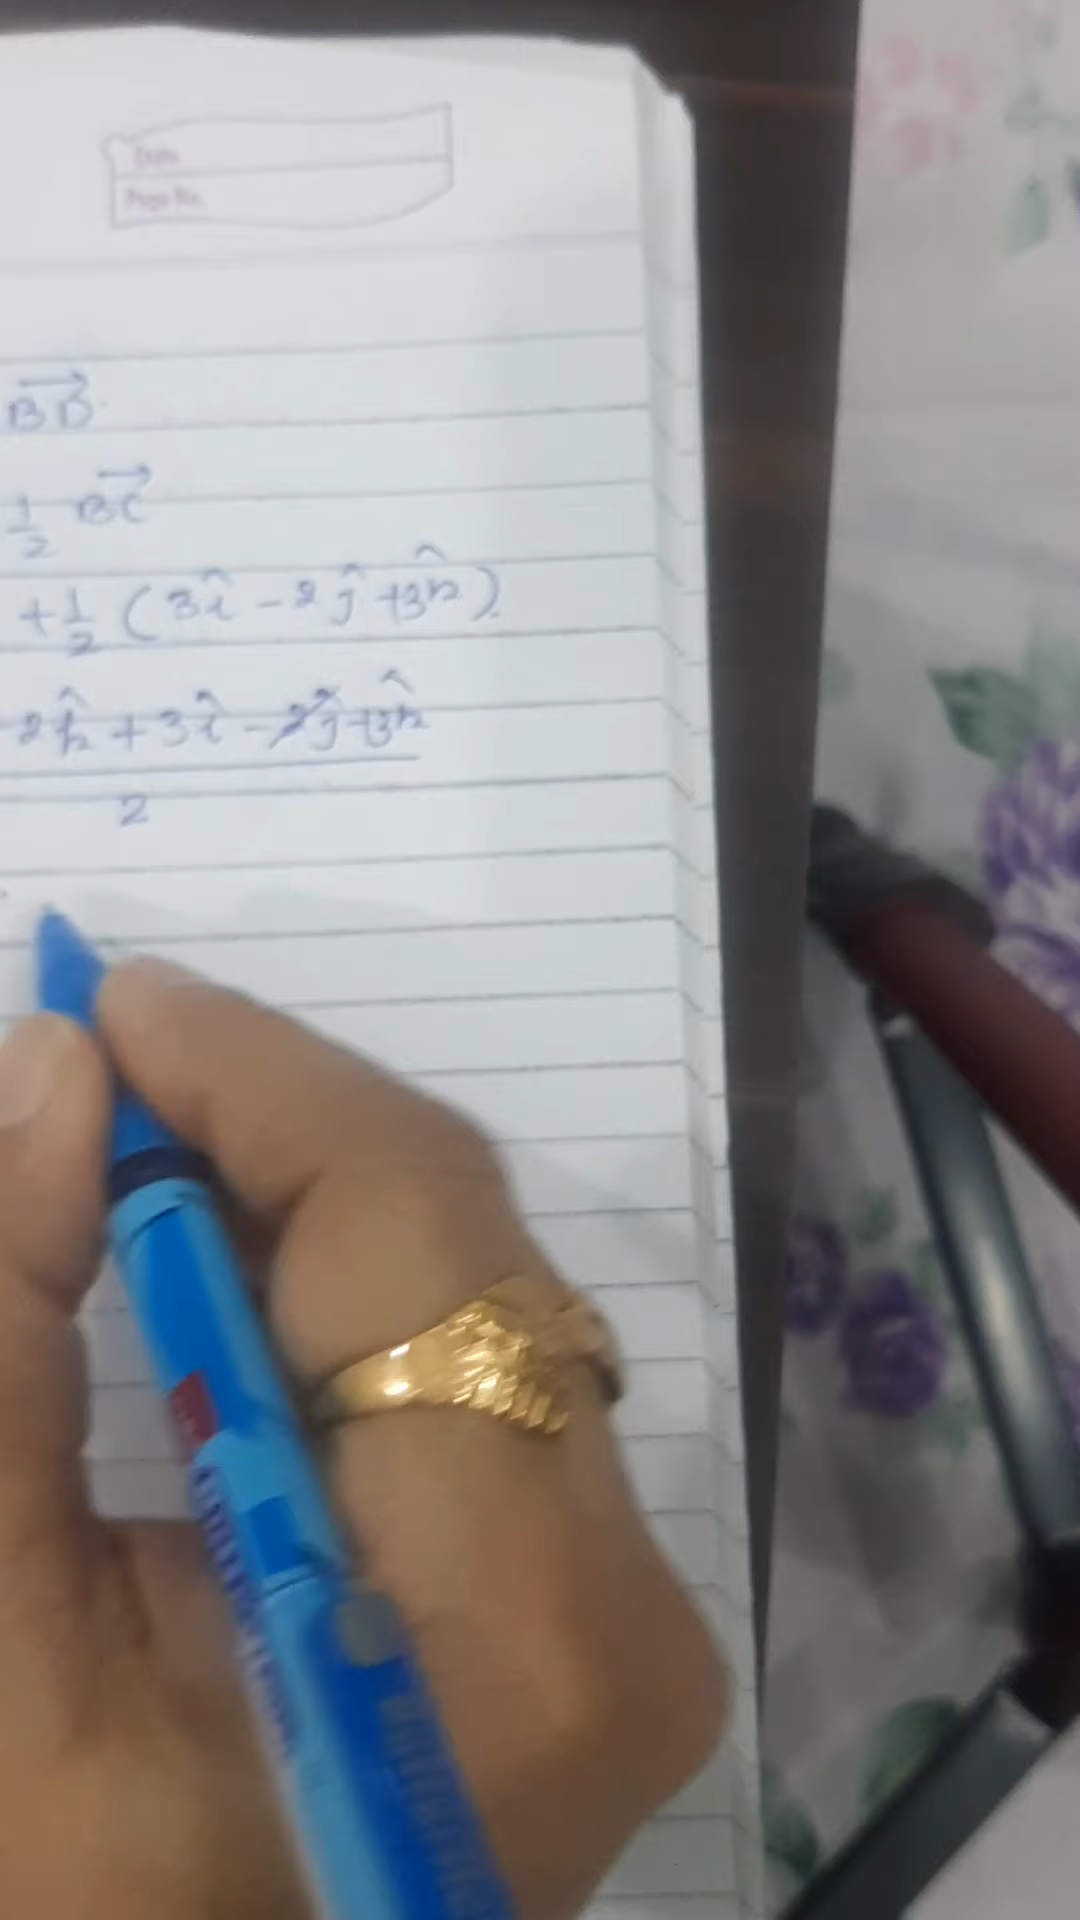 Date
Page No.
BD
1/2 BC
+ 1/2 (3î - 2ĵ + 3k̂).
2k̂ + 3î - 2ĵ + 3k̂
2